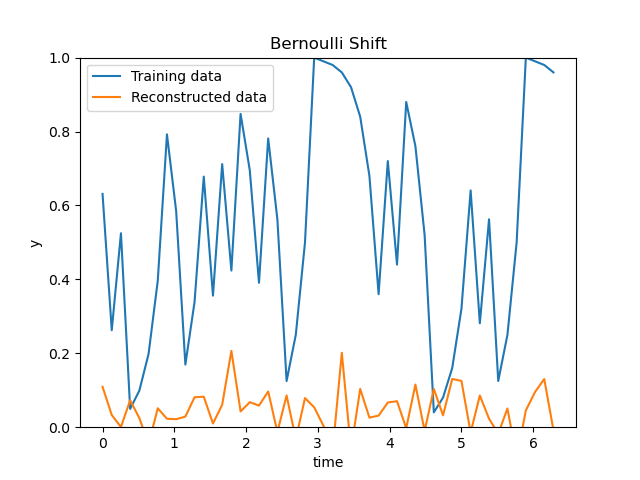 Bernoulli Shift
Training data
Reconstructed data
1.0
0.8
0.6
0.4
0.2
0.0
y
0 1 2 3 4 5 6
time